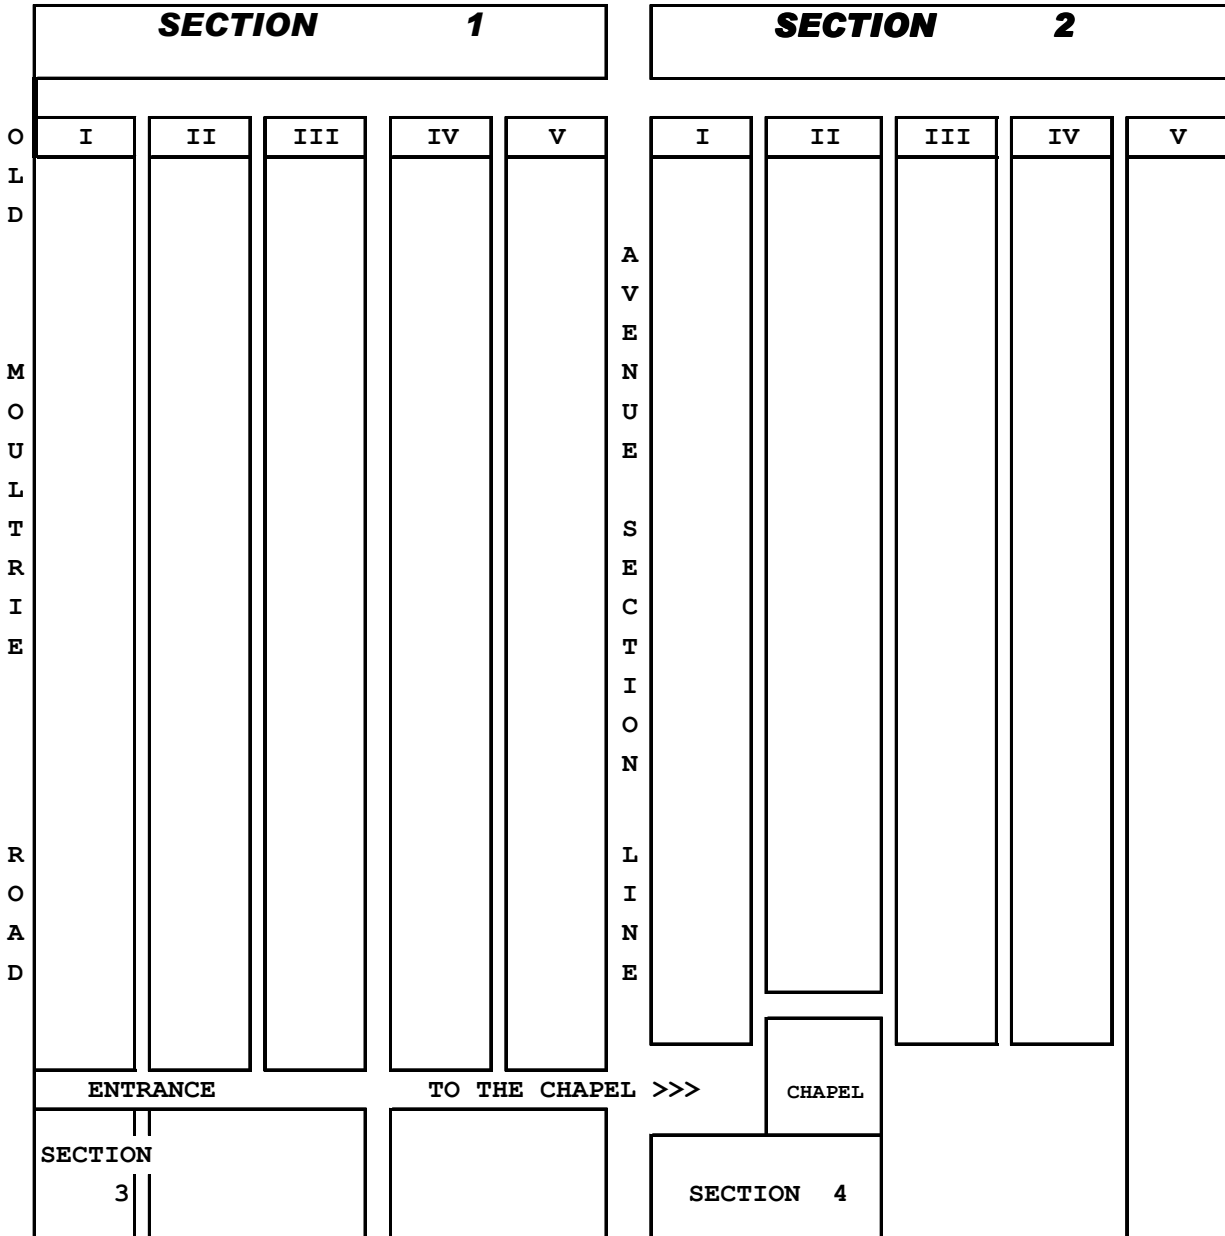 SECTION 1
SECTION 2
I II III IV V
I II III IV V
OLD MOULTRIE ROAD
AVENUE SECTION LINE
ENTRANCE TO THE CHAPEL >>>
CHAPEL
SECTION 3
SECTION 4